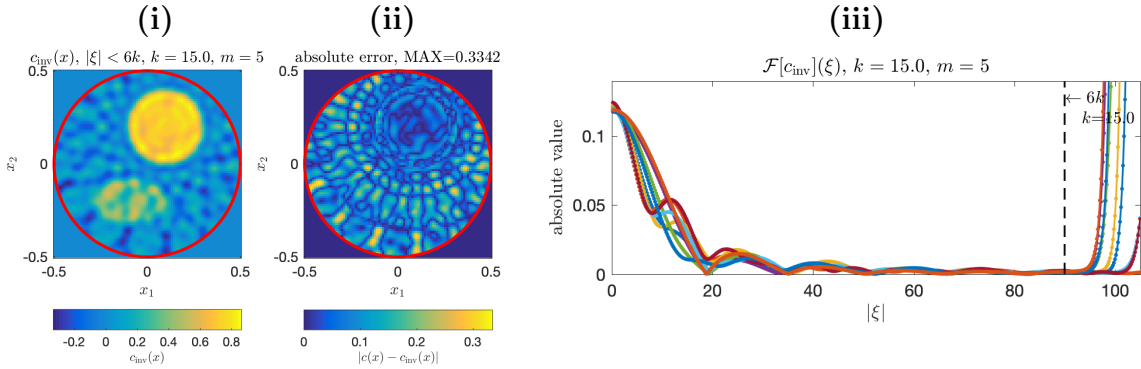 (i)
(ii)
(iii)
c_inv(x), |ξ| < 6k, k = 15.0, m = 5
absolute error, MAX=0.3342
F[c_inv](ξ), k = 15.0, m = 5
0.5
0
-0.5
x_2
-0.5
0
0.5
x_1
0.5
0
-0.5
x_2
-0.5
0
0.5
x_1
-0.2
0
0.2
0.4
0.6
0.8
c_inv(x)
0
0.1
0.2
0.3
|c(x) − c_inv(x)|
absolute value
0.1
0.05
0
← 6k
k=15.0
0
20
40
60
80
100
|ξ|